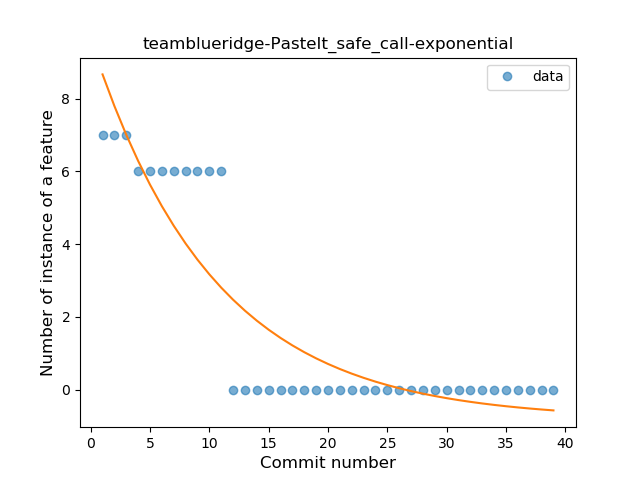 teamblueridge-PasteIt_safe_call-exponential
data
Number of instance of a feature
8
6
4
2
0
0 5 10 15 20 25 30 35 40
Commit number